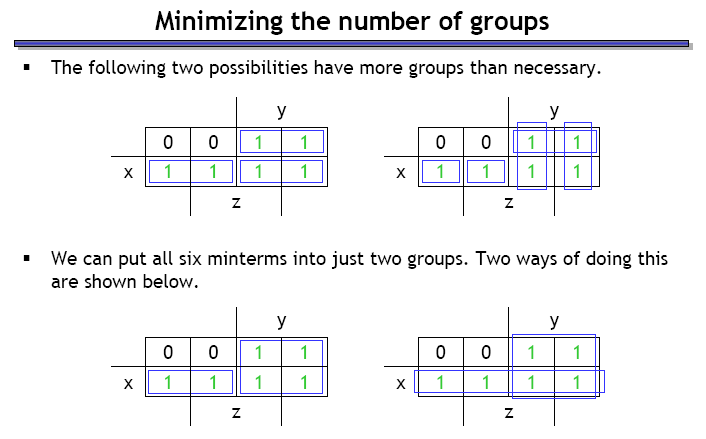 Minimizing the number of groups
▪ The following two possibilities have more groups than necessary.
y y
0 0 1 1 0 0 1 1
x 1 1 1 1 x 1 1 1 1
z z
▪ We can put all six minterms into just two groups. Two ways of doing this
are shown below.
y y
0 0 1 1 0 0 1 1
x 1 1 1 1 x 1 1 1 1
z z